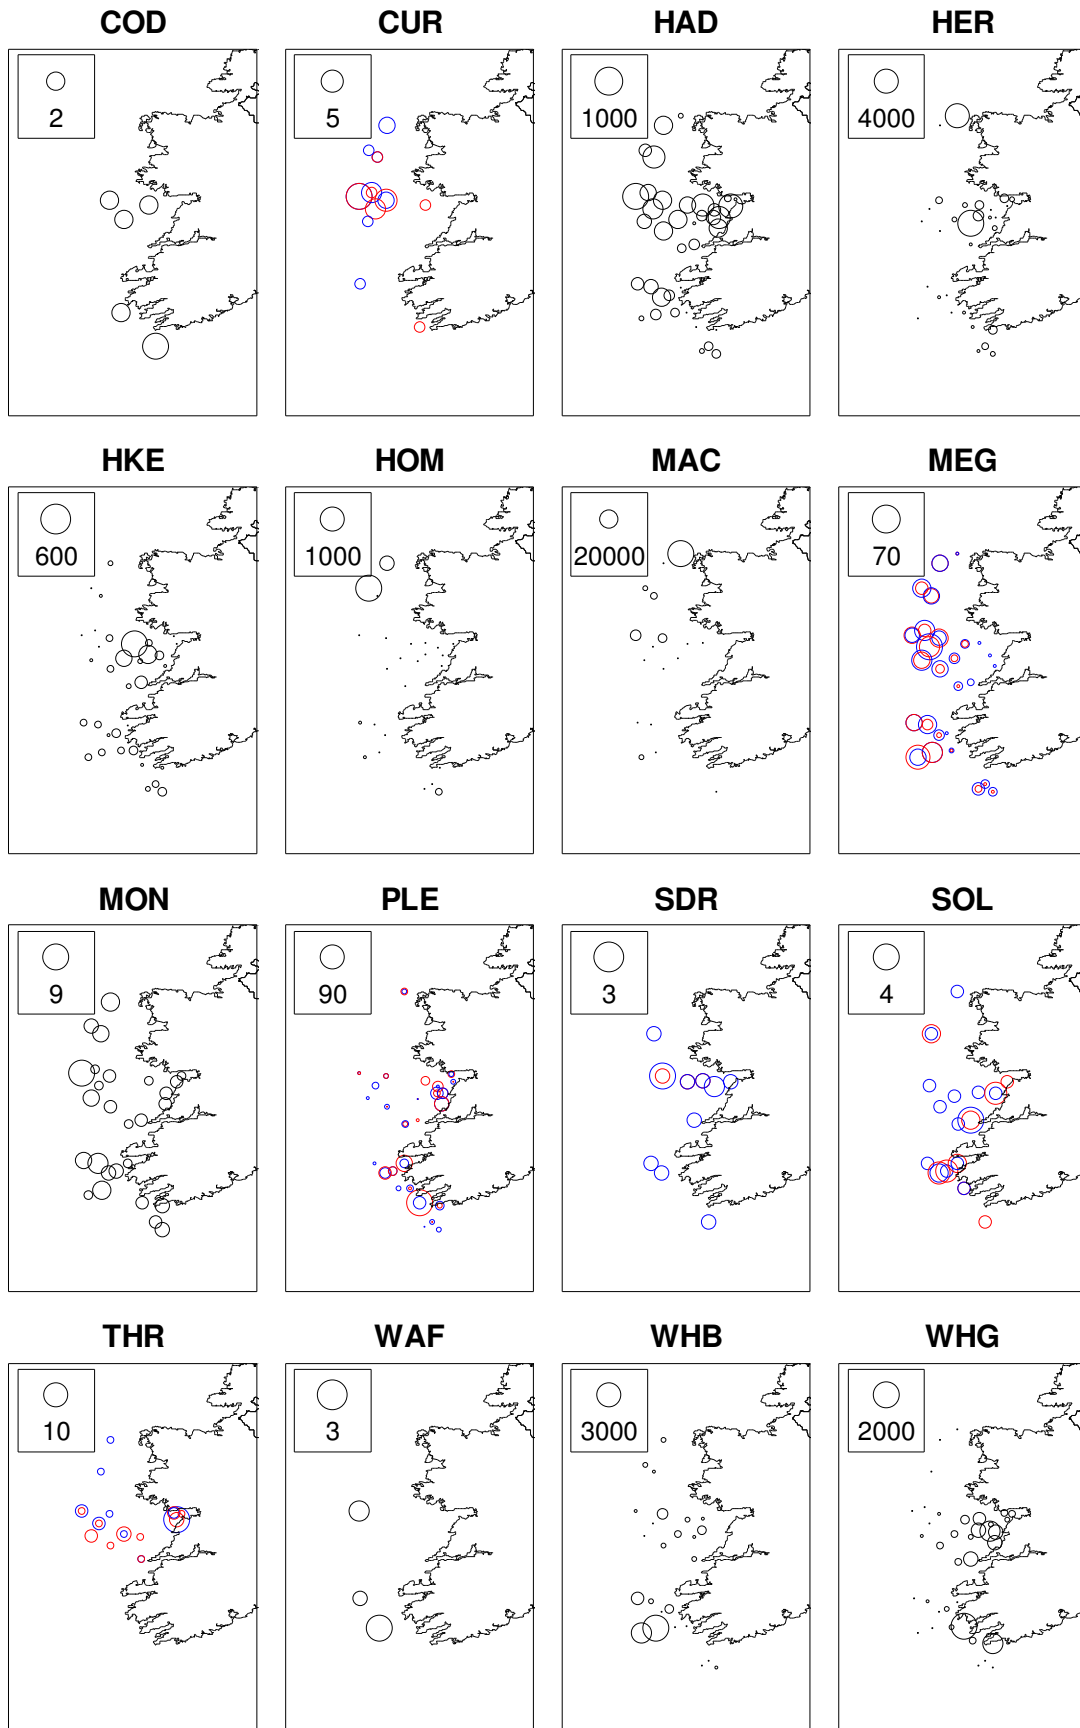 COD CUR HAD HER
2 5 1000 4000
HKE HOM MAC MEG
600 1000 20000 70
MON PLE SDR SOL
9 90 3 4
THR WAF WHB WHG
10 3 3000 2000